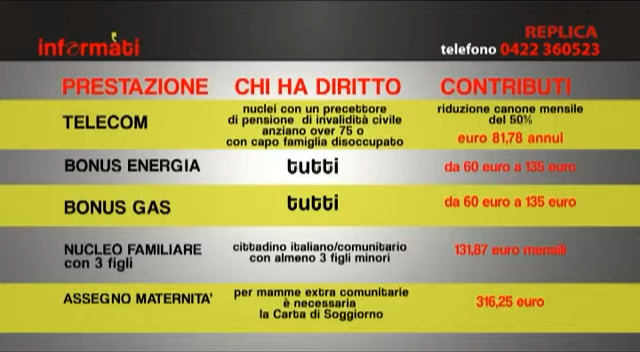 informàti
REPLICA
telefono 0422 360523
PRESTAZIONE CHI HA DIRITTO CONTRIBUTI
TELECOM
nuclei con un precettore
di pensione di invalidità civile
anziano over 75 o
con capo famiglia disoccupato
riduzione canone mensile
del 50%
euro 81,78 annui
BONUS ENERGIA tutti da 60 euro a 135 euro
BONUS GAS tutti da 60 euro a 135 euro
NUCLEO FAMILIARE
con 3 figli
cittadino italiano/comunitario
con almeno 3 figli minori
131,87 euro mensili
ASSEGNO MATERNITA'
per mamme extra comunitarie
è necessaria
la Carta di Soggiorno
316,25 euro